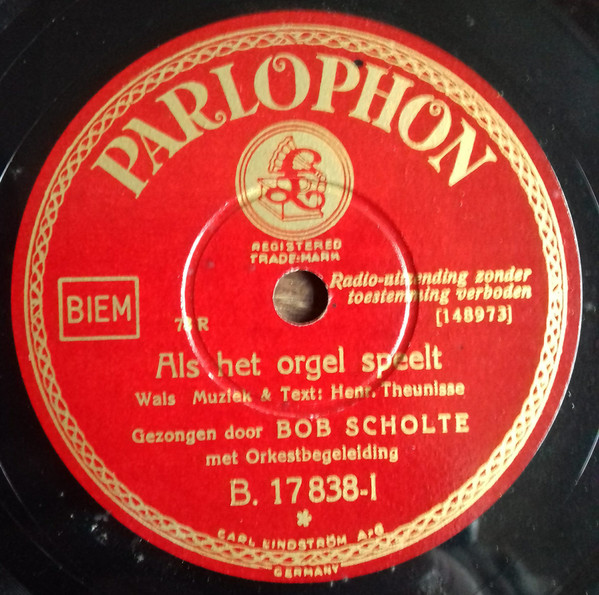 PARLOPHON
REGISTERED
TRADE-MARK
BIEM
78 R
Radio-uitzending zonder
toestemming verboden
[148973]
Als het orgel speelt
Wals Muziek & Text: Henr. Theunisse
Gezongen door BOB SCHOLTE
met Orkestbegeleiding
B. 17838-I
*
CARL LINDSTRÖM A.G
GERMANY